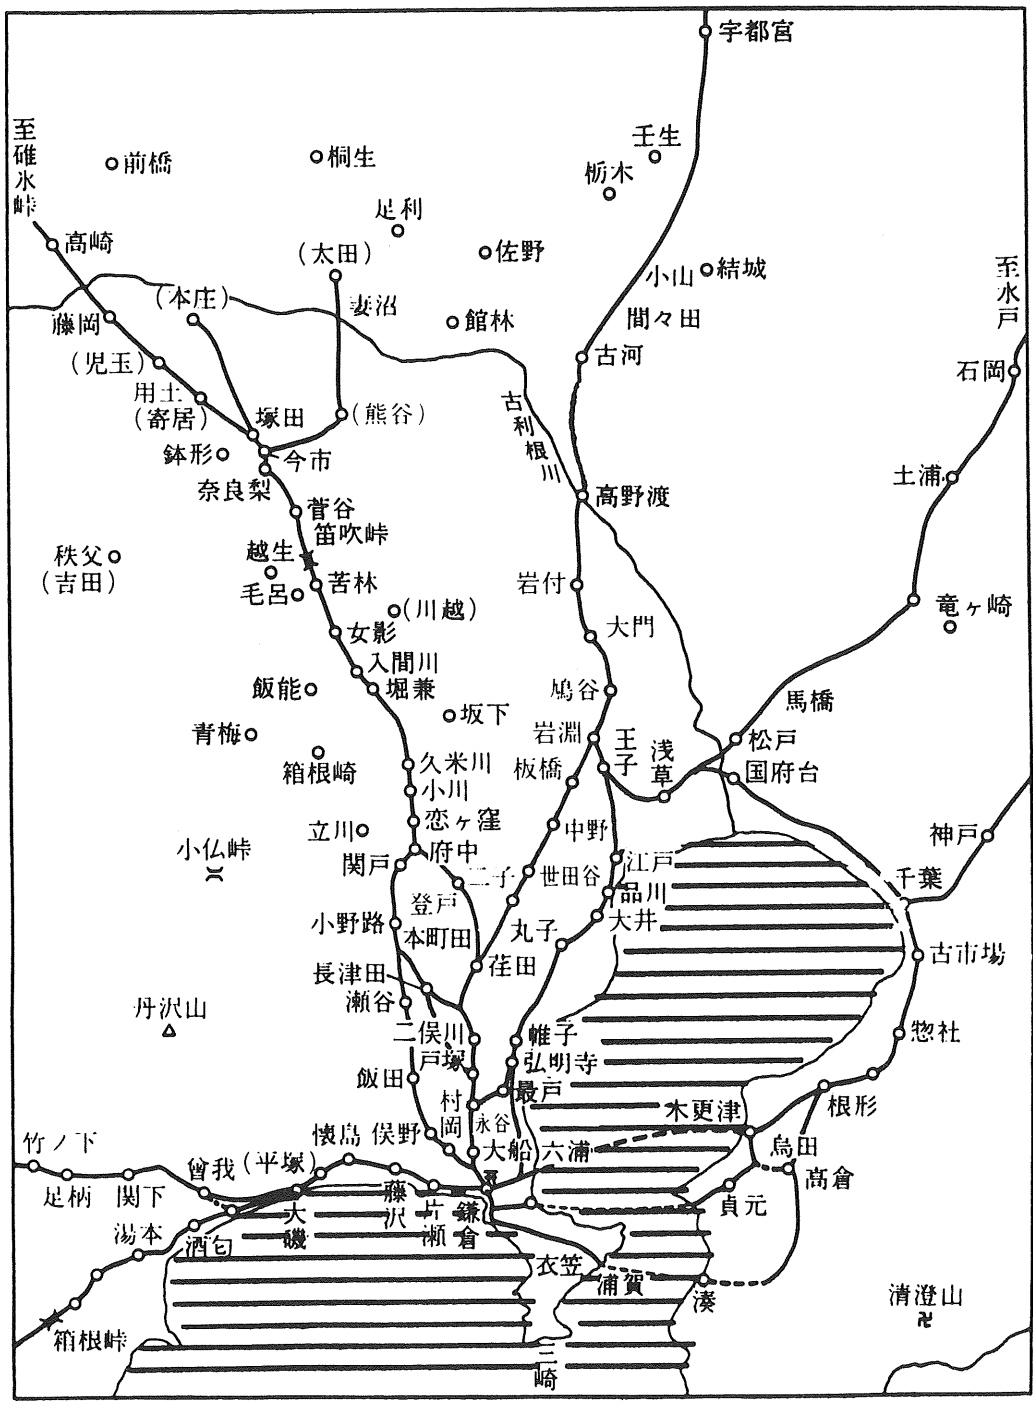 宇都宮
至碓氷峠
前橋
桐生
壬生
栃木
足利
高崎
(太田)
佐野
小山
結城
至水戸
(本庄)
妻沼
藤岡
館林
間々田
古河
石岡
(児玉)
用土
(寄居)
塚田
(熊谷)
古利根川
鉢形
今市
奈良梨
土浦
高野渡
菅谷
笛吹峠
秩父
(吉田)
越生
毛呂
苦林
岩付
(川越)
竜ヶ崎
女影
大門
入間川
堀兼
飯能
鳩谷
馬橋
坂下
青梅
岩淵
王子
浅草
松戸
箱根崎
久米川
板橋
国府台
小川
立川
恋ヶ窪
中野
神戸
小仏峠
関戸
府中
二子
世田谷
江戸
千葉
登戸
品川
小野路
本町田
丸子
大井
古市場
長津田
荏田
瀬谷
丹沢山
二俣川
帷子
惣社
戸塚
弘明寺
飯田
最戸
村岡
永谷
木更津
根形
竹ノ下
懐島
俣野
大船
六浦
烏田
曾我
(平塚)
高倉
足柄
関下
大磯
藤沢
片瀬
鎌倉
貞元
湯本
酒匂
衣笠
浦賀
湊
清澄山
卍
箱根峠
三崎